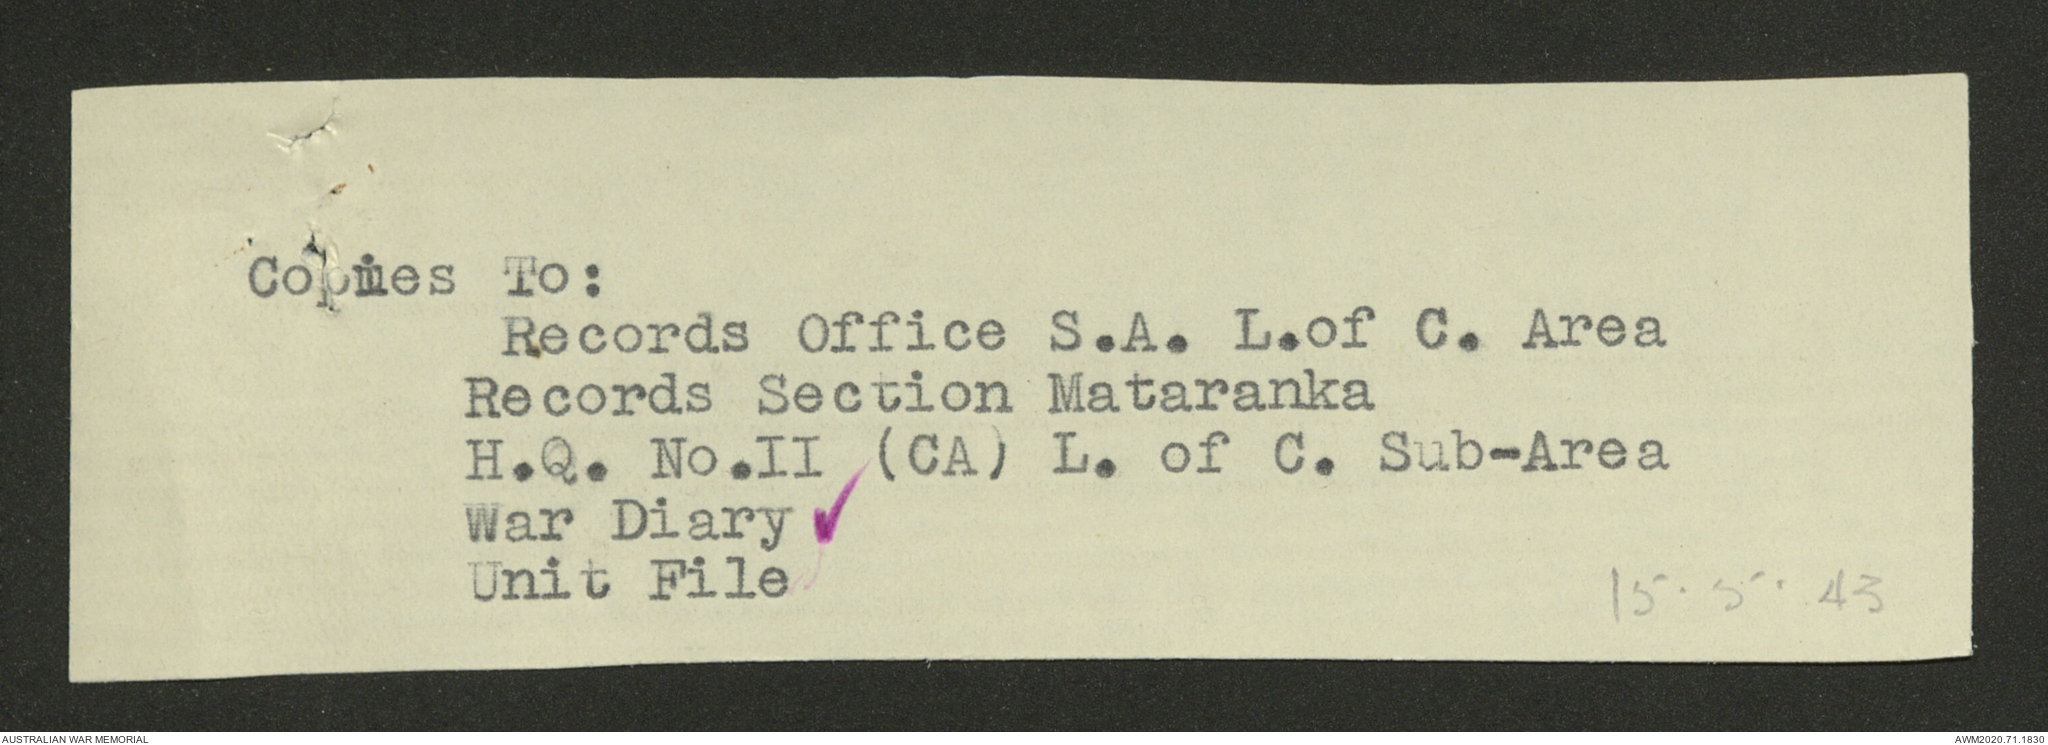 Copies To:
Records Office S.A. L.of C. Area
Records Section Mataranka
H.Q. No.II (CA) L. of C. Sub-Area
War Diary ✓
Unit File
15.5.43
AUSTRALIAN WAR MEMORIAL
AWM2020.71.1830